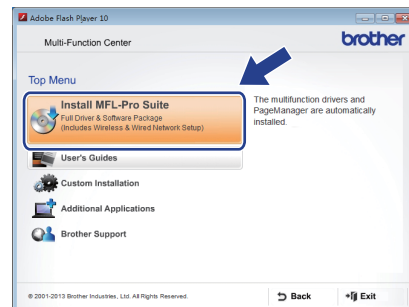 Adobe Flash Player 10
Multi-Function Center
brother
Top Menu
Install MFL-Pro Suite
Full Driver & Software Package
(Includes Wireless & Wired Network Setup)
The multifunction drivers and
PageManager are automatically
installed.
User's Guides
Custom Installation
Additional Applications
Brother Support
© 2001-2013 Brother Industries, Ltd. All Rights Reserved.
Back
Exit